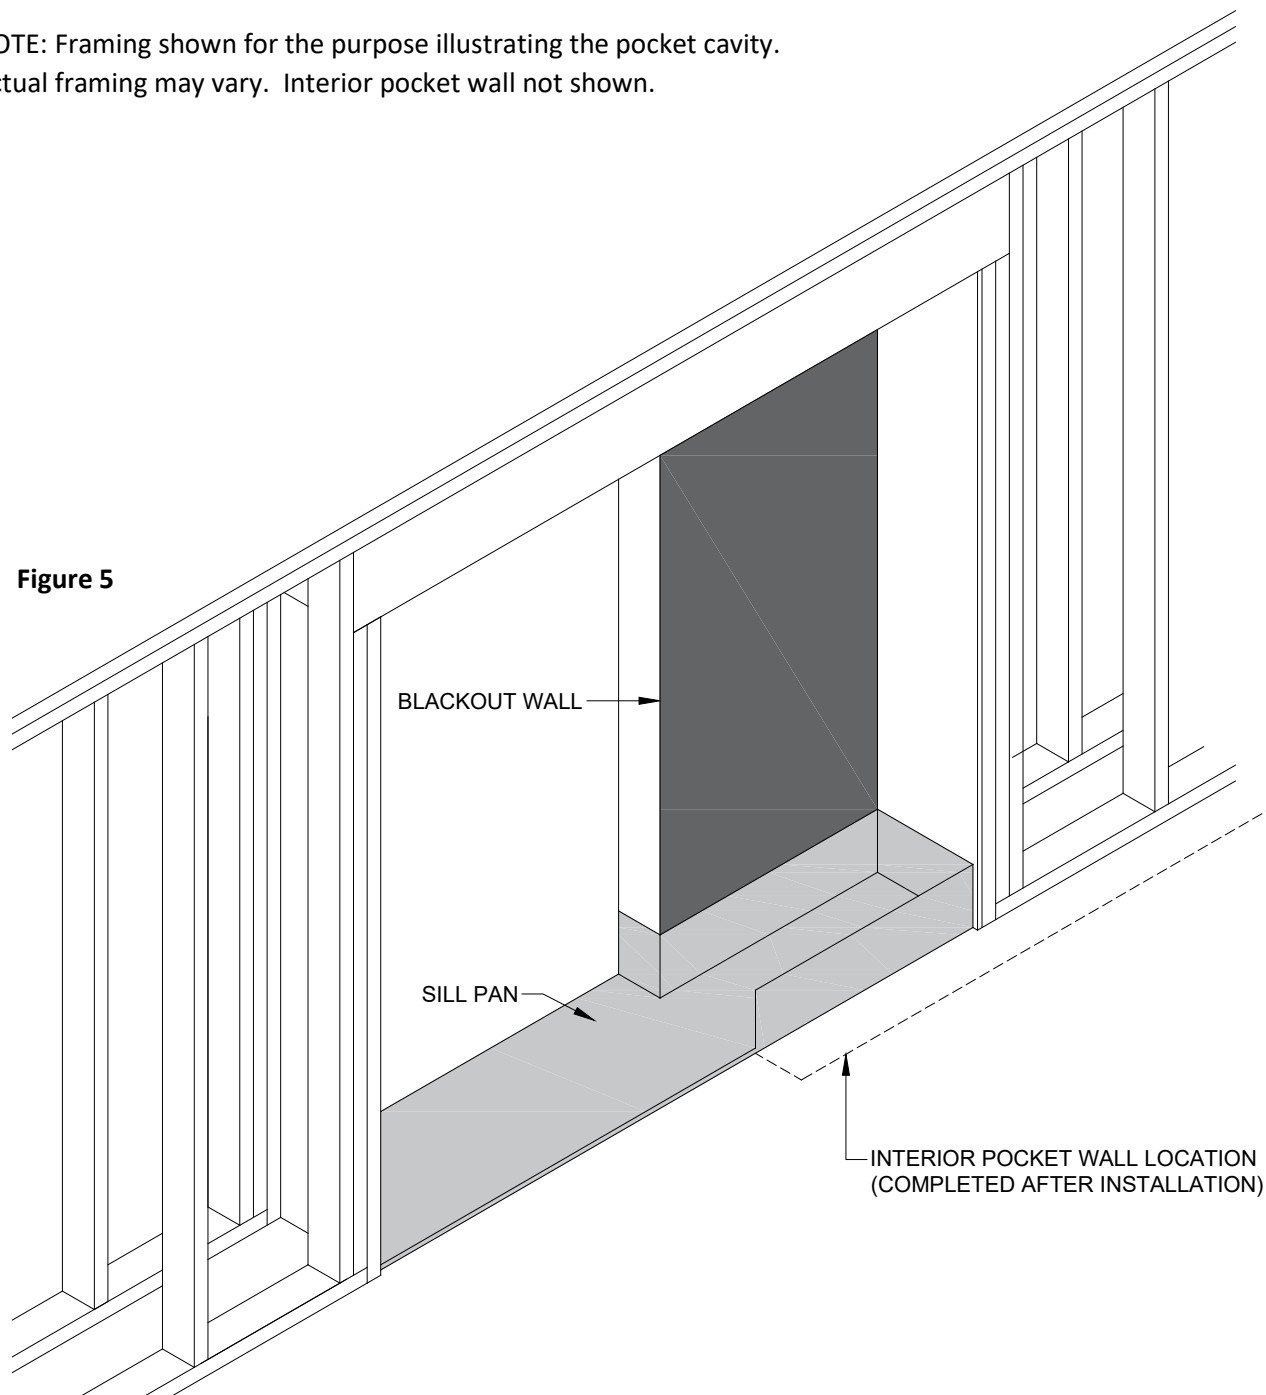 OTE: Framing shown for the purpose illustrating the pocket cavity.
ctual framing may vary.  Interior pocket wall not shown.
Figure 5
BLACKOUT WALL
SILL PAN
INTERIOR POCKET WALL LOCATION
(COMPLETED AFTER INSTALLATION)